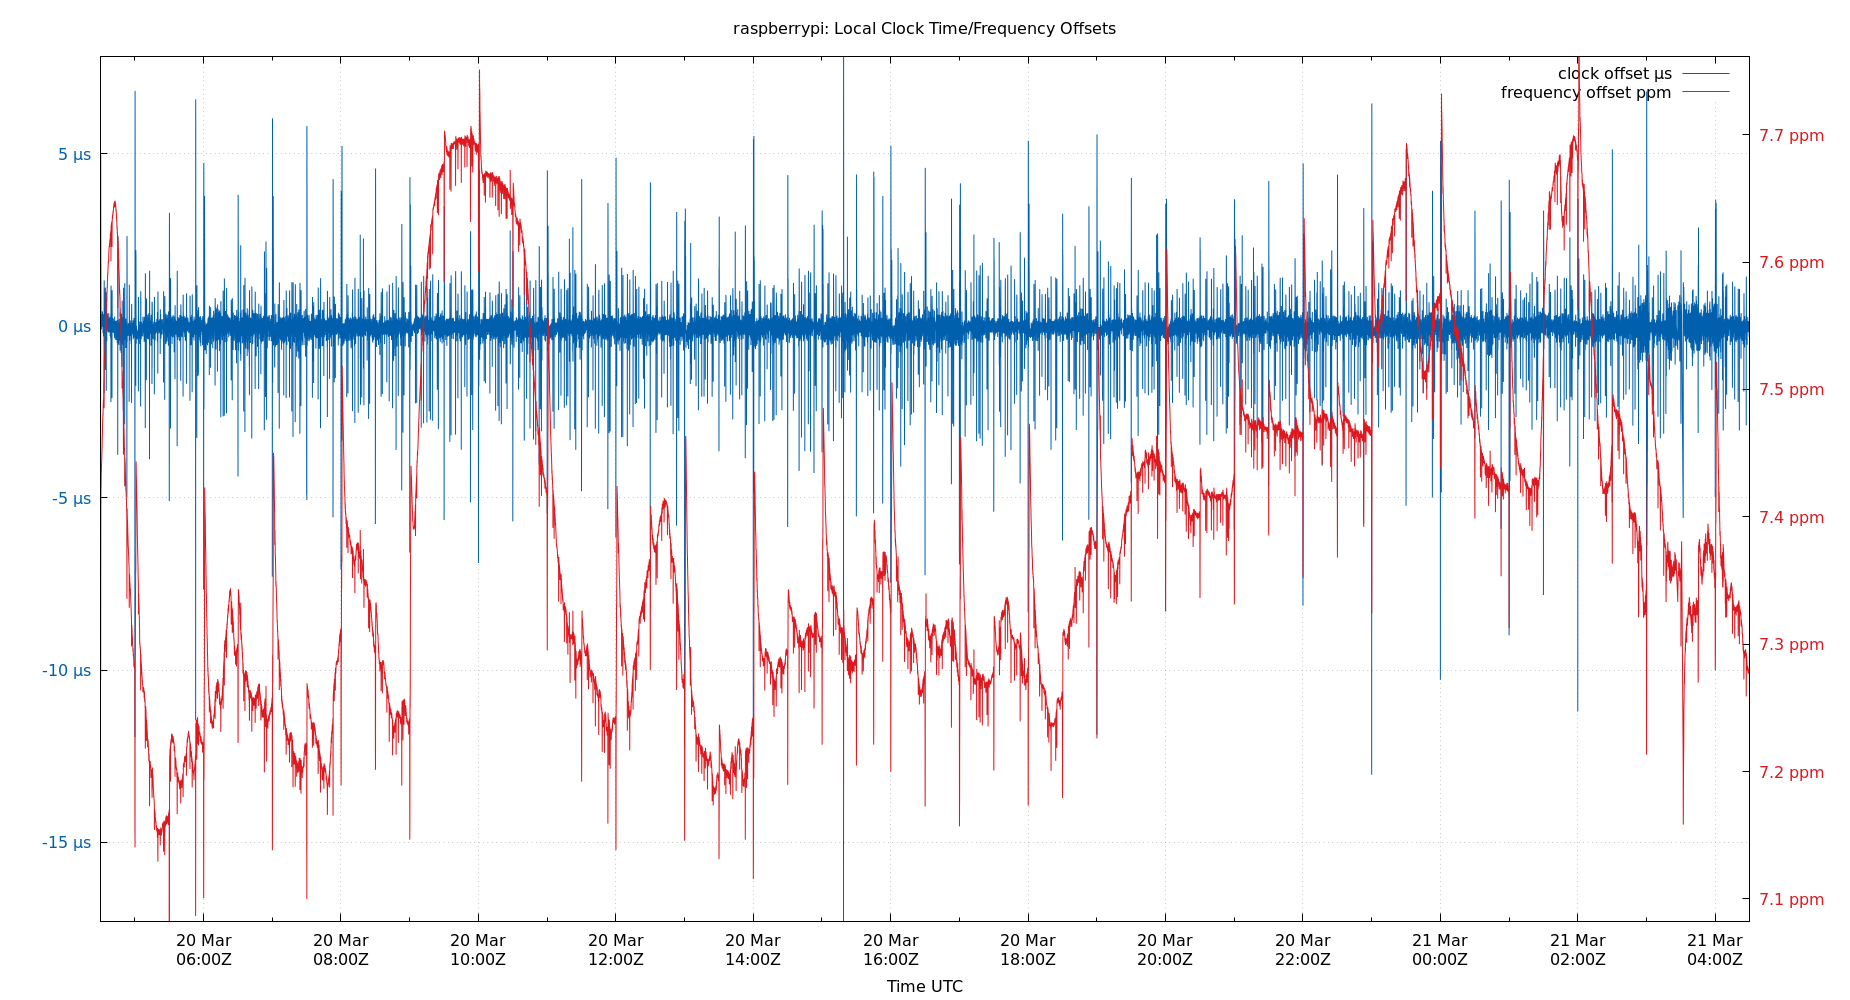 raspberrypi: Local Clock Time/Frequency Offsets
clock offset µs
frequency offset ppm
5 µs
0 µs
-5 µs
-10 µs
-15 µs
7.7 ppm
7.6 ppm
7.5 ppm
7.4 ppm
7.3 ppm
7.2 ppm
7.1 ppm
20 Mar 20 Mar 20 Mar 20 Mar 20 Mar 20 Mar 20 Mar 20 Mar 20 Mar 21 Mar 21 Mar 21 Mar
06:00Z 08:00Z 10:00Z 12:00Z 14:00Z 16:00Z 18:00Z 20:00Z 22:00Z 00:00Z 02:00Z 04:00Z
Time UTC